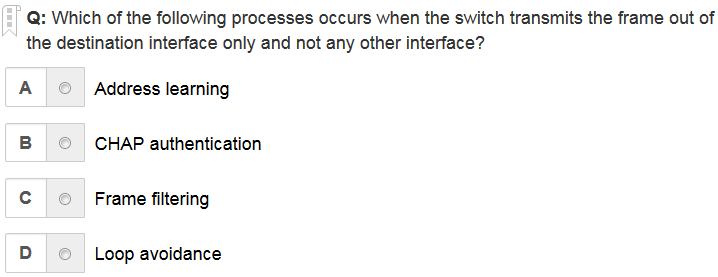 Q: Which of the following processes occurs when the switch transmits the frame out of
the destination interface only and not any other interface?
A Address learning
B CHAP authentication
C Frame filtering
D Loop avoidance